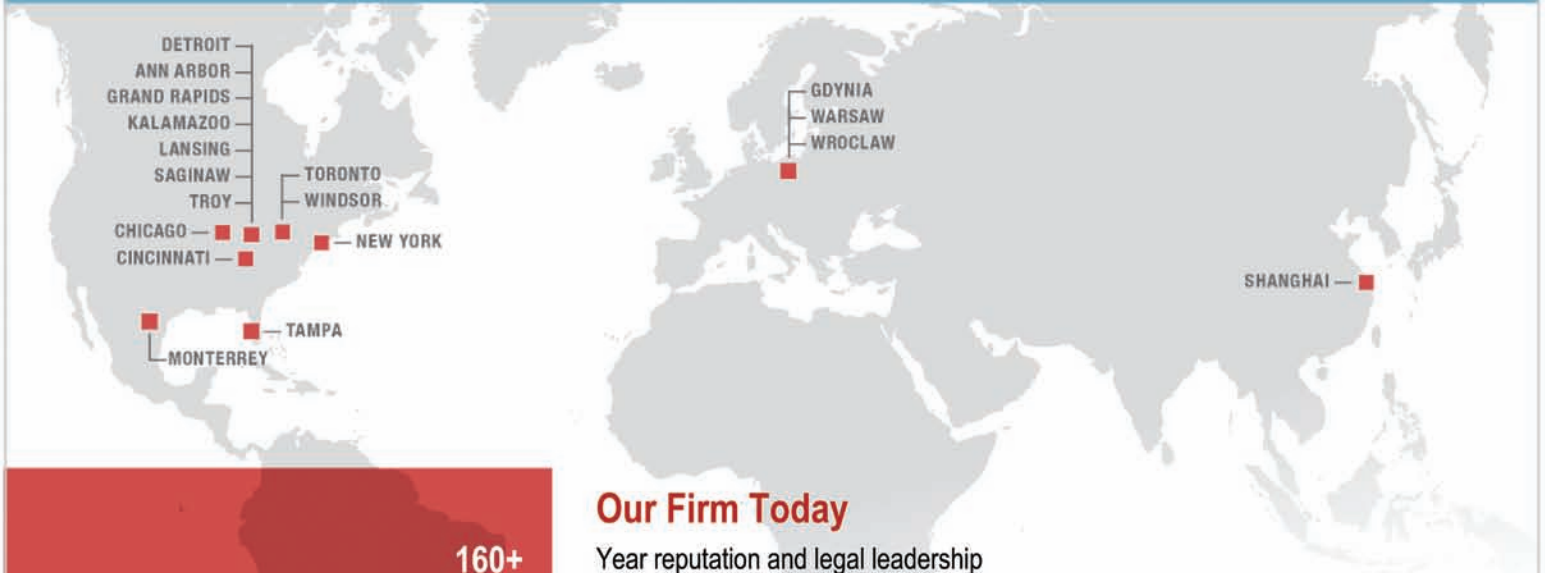 DETROIT
ANN ARBOR
GRAND RAPIDS
KALAMAZOO
LANSING
SAGINAW
TROY
CHICAGO
CINCINNATI
TORONTO
WINDSOR
NEW YORK
TAMPA
MONTERREY
GDYNIA
WARSAW
WROCLAW
SHANGHAI
Our Firm Today
160+
Year reputation and legal leadership